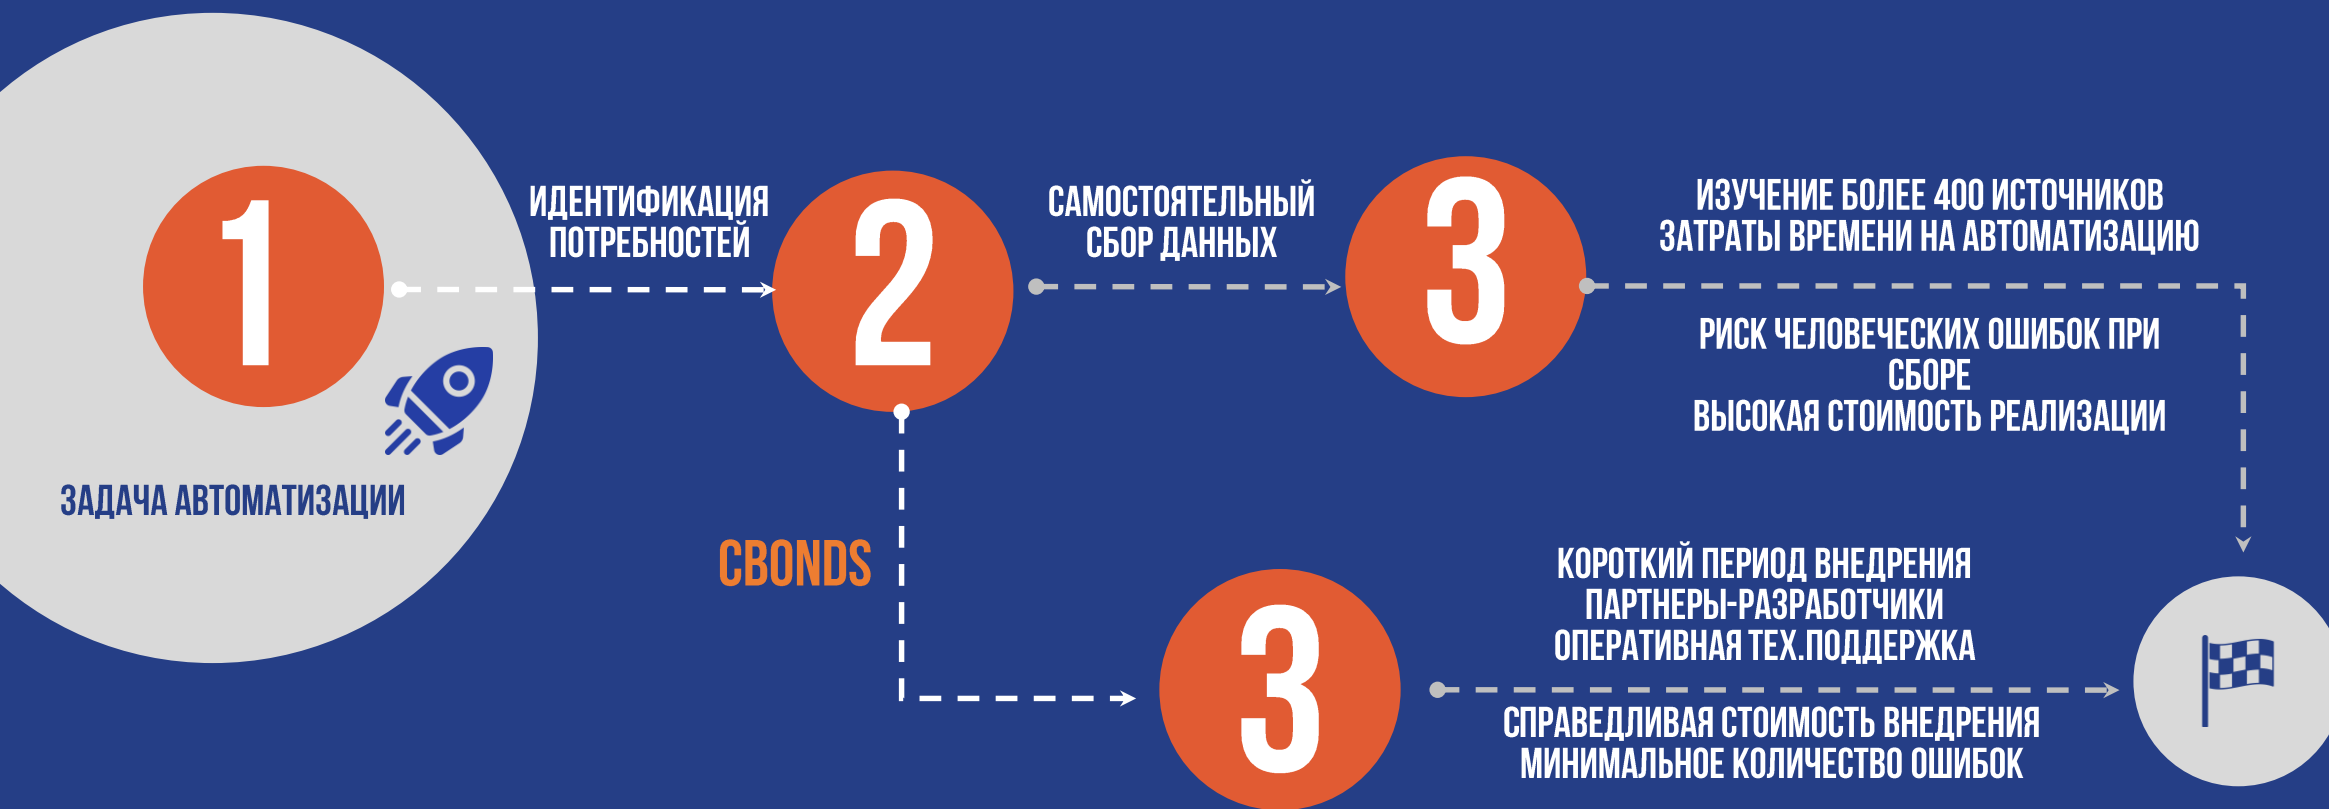 1
ЗАДАЧА АВТОМАТИЗАЦИИ
ИДЕНТИФИКАЦИЯ
ПОТРЕБНОСТЕЙ
2
САМОСТОЯТЕЛЬНЫЙ
СБОР ДАННЫХ
3
ИЗУЧЕНИЕ БОЛЕЕ 400 ИСТОЧНИКОВ
ЗАТРАТЫ ВРЕМЕНИ НА АВТОМАТИЗАЦИЮ
РИСК ЧЕЛОВЕЧЕСКИХ ОШИБОК ПРИ
СБОРЕ
ВЫСОКАЯ СТОИМОСТЬ РЕАЛИЗАЦИИ
CBONDS
3
КОРОТКИЙ ПЕРИОД ВНЕДРЕНИЯ
ПАРТНЕРЫ-РАЗРАБОТЧИКИ
ОПЕРАТИВНАЯ ТЕХ.ПОДДЕРЖКА
СПРАВЕДЛИВАЯ СТОИМОСТЬ ВНЕДРЕНИЯ
МИНИМАЛЬНОЕ КОЛИЧЕСТВО ОШИБОК